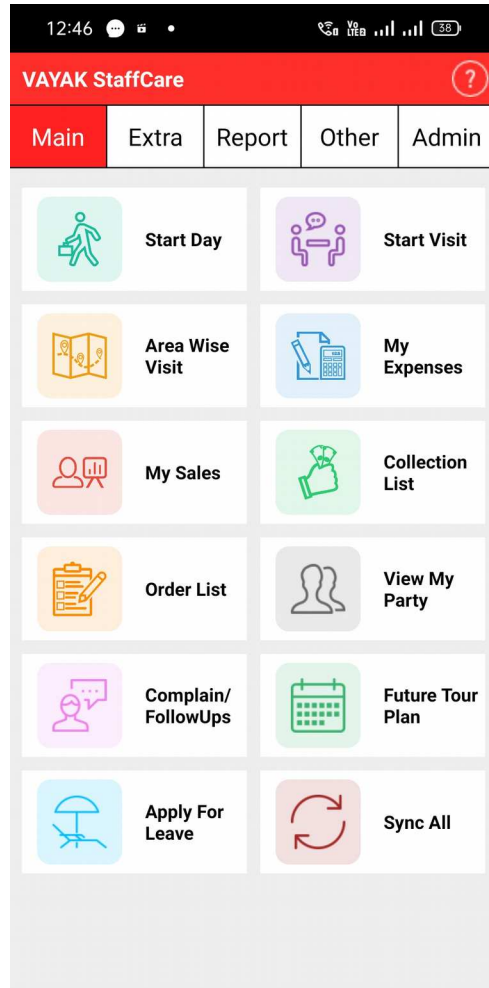 12:46
Vo LTE 38
VAYAK StaffCare ?
Main Extra Report Other Admin
Start Day
Start Visit
Area Wise
Visit
My
Expenses
My Sales
Collection
List
Order List
View My
Party
Complain/
FollowUps
Future Tour
Plan
Apply For
Leave
Sync All